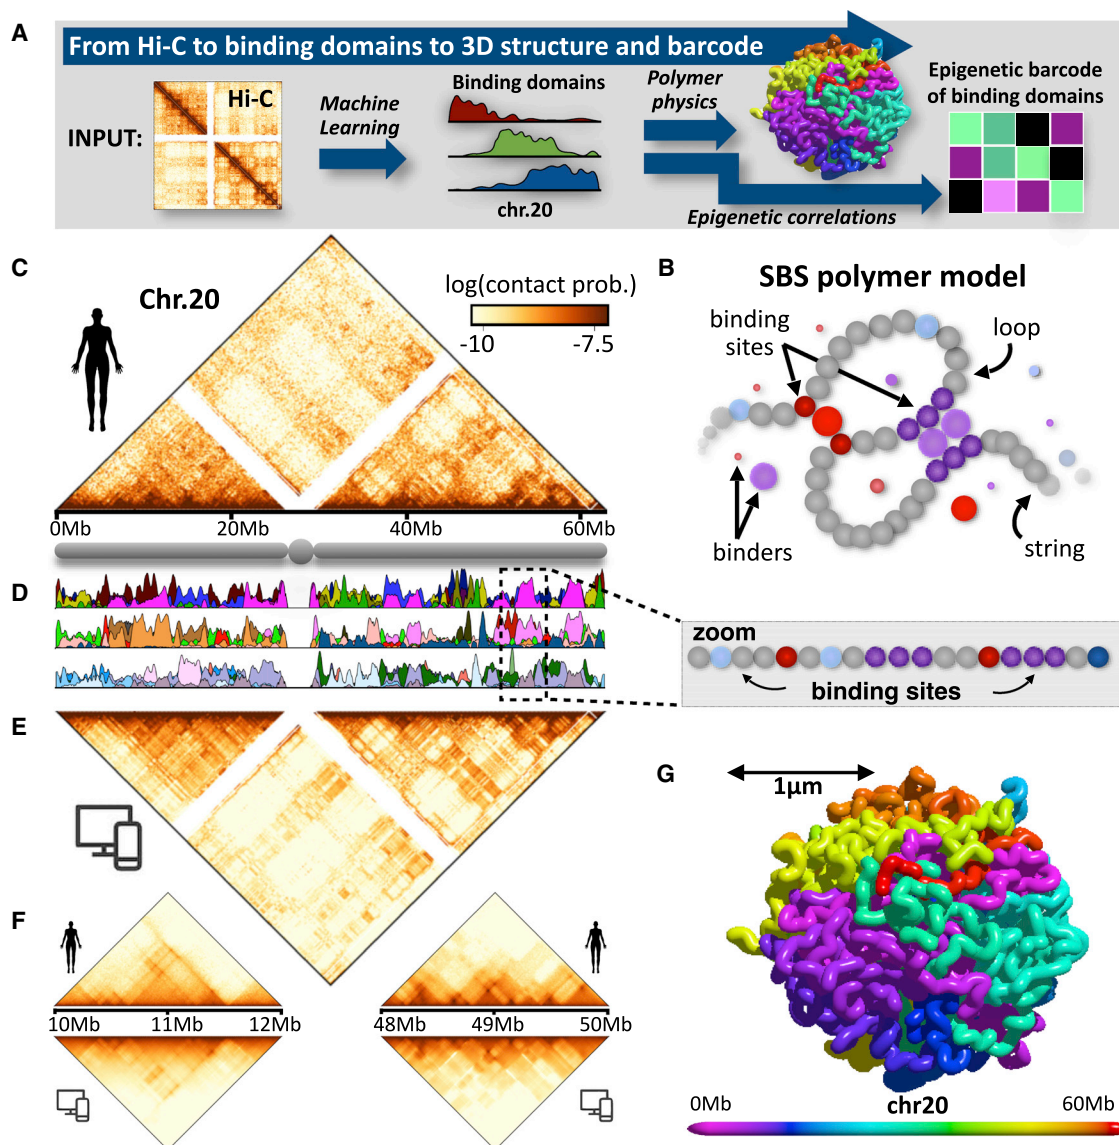 A
From Hi-C to binding domains to 3D structure and barcode
INPUT:
Hi-C
Machine
Learning
Binding domains
chr.20
Polymer
physics
Epigenetic correlations
Epigenetic barcode
of binding domains
C
Chr.20
log(contact prob.)
-10
-7.5
0Mb
20Mb
40Mb
60Mb
B
SBS polymer model
binding
sites
loop
binders
string
D
zoom
binding sites
E
F
10Mb
11Mb
12Mb
48Mb
49Mb
50Mb
G
1μm
0Mb
chr20
60Mb